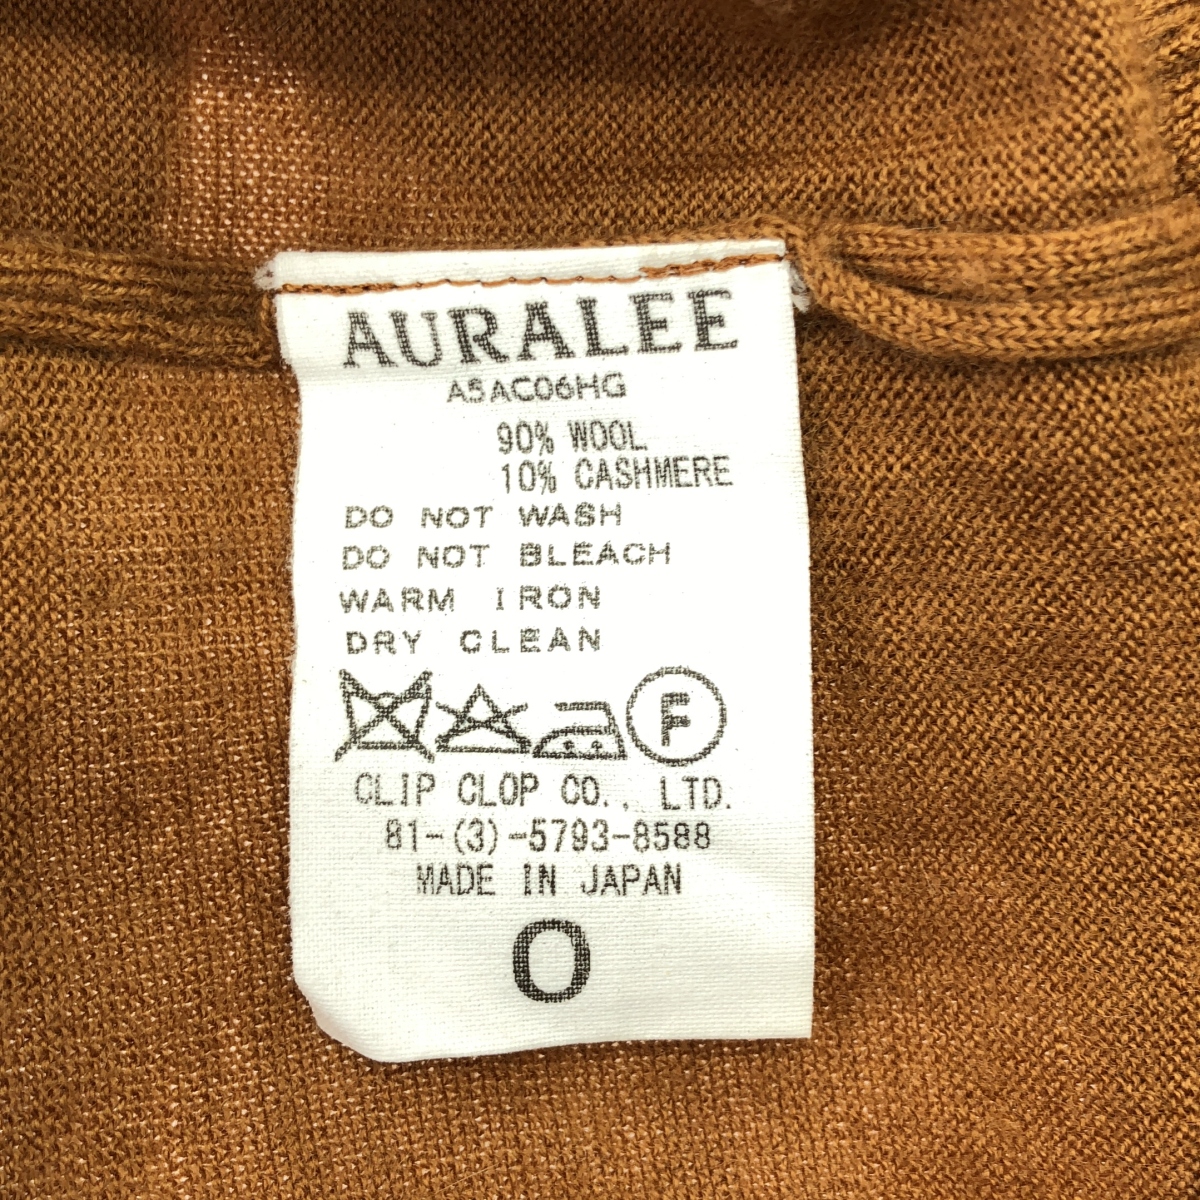 AURALEE
A5AC06HG
90% WOOL
10% CASHMERE
DO NOT WASH
DO NOT BLEACH
WARM IRON
DRY CLEAN
F
CLIP CLOP CO., LTD.
81-(3)-5793-8588
MADE IN JAPAN
O